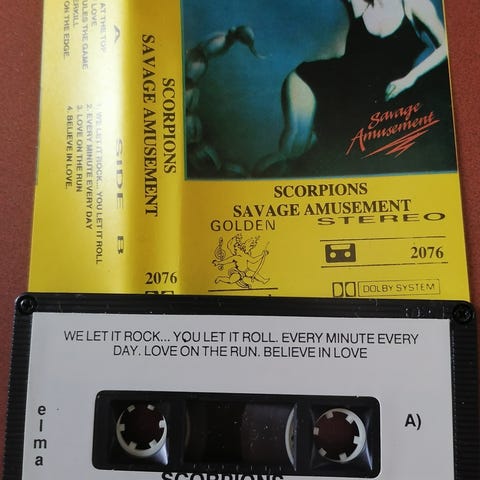 AT THE TOP
LOVE
RULES THE GAME
ERKILL
ON THE EDGE.
A
SIDE B
1. WE LET IT ROCK...YOU LET IT ROLL
2. EVERY MINUTE EVERY DAY
3. LOVE ON THE RUN
4. BELIEVE IN LOVE.
SCORPIONS
SAVAGE AMUSEMENT
2076
Savage
Amusement
SCORPIONS
SAVAGE AMUSEMENT
GOLDEN
STEREO
2076
DOLBY SYSTEM
WE LET IT ROCK... YOU LET IT ROLL. EVERY MINUTE EVERY
DAY. LOVE ON THE RUN. BELIEVE IN LOVE
elma
A)
SCORPIONS